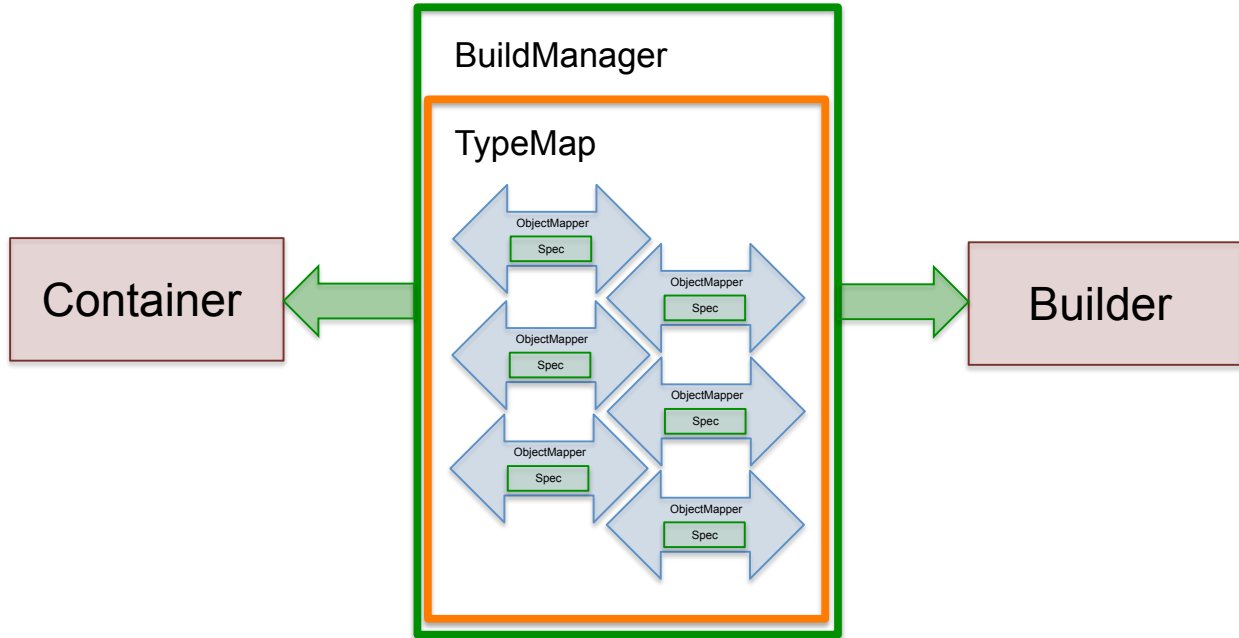 BuildManager
TypeMap
ObjectMapper
Spec
ObjectMapper
Spec
ObjectMapper
Spec
ObjectMapper
Spec
ObjectMapper
Spec
ObjectMapper
Spec
Container
Builder